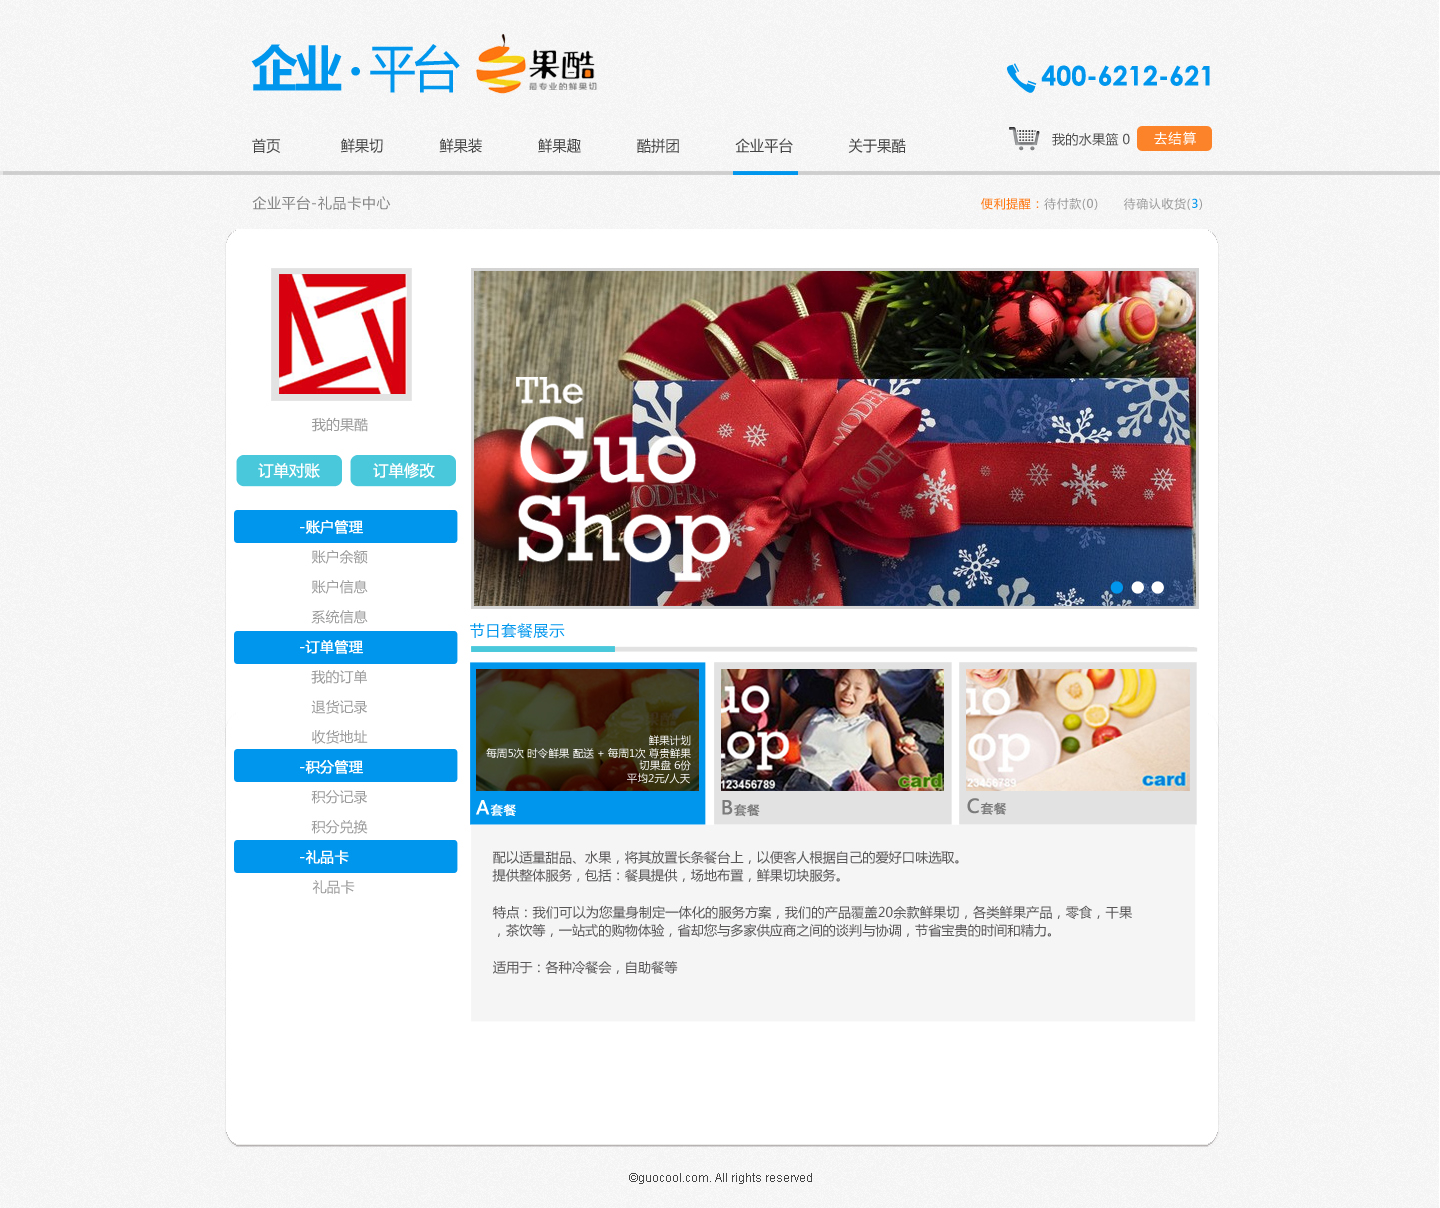 企业·平台 果酷
最专业的鲜果切
400-6212-621
首页 鲜果切 鲜果装 鲜果趣 酷拼团 企业平台 关于果酷
我的水果篮 0 去结算
企业平台-礼品卡中心
便利提醒：待付款(0) 待确认收货(3)
我的果酷
订单对账 订单修改
-账户管理
账户余额
账户信息
系统信息
-订单管理
我的订单
退货记录
收货地址
-积分管理
积分记录
积分兑换
-礼品卡
礼品卡
The
Guo
Shop
MODERN
MODERN
节日套餐展示
鲜果计划
每周5次 时令鲜果 配送 + 每周1次 尊贵鲜果
切果盘 6份
平均2元/人天
A套餐
uo
hop
123456789
card
B套餐
uo
op
23456789
card
C套餐
配以适量甜品、水果，将其放置长条餐台上，以便客人根据自己的爱好口味选取。
提供整体服务，包括：餐具提供，场地布置，鲜果切块服务。
特点：我们可以为您量身制定一体化的服务方案，我们的产品覆盖20余款鲜果切，各类鲜果产品，零食，干果
，茶饮等，一站式的购物体验，省却您与多家供应商之间的谈判与协调，节省宝贵的时间和精力。
适用于：各种冷餐会，自助餐等
©guocool.com. All rights reserved